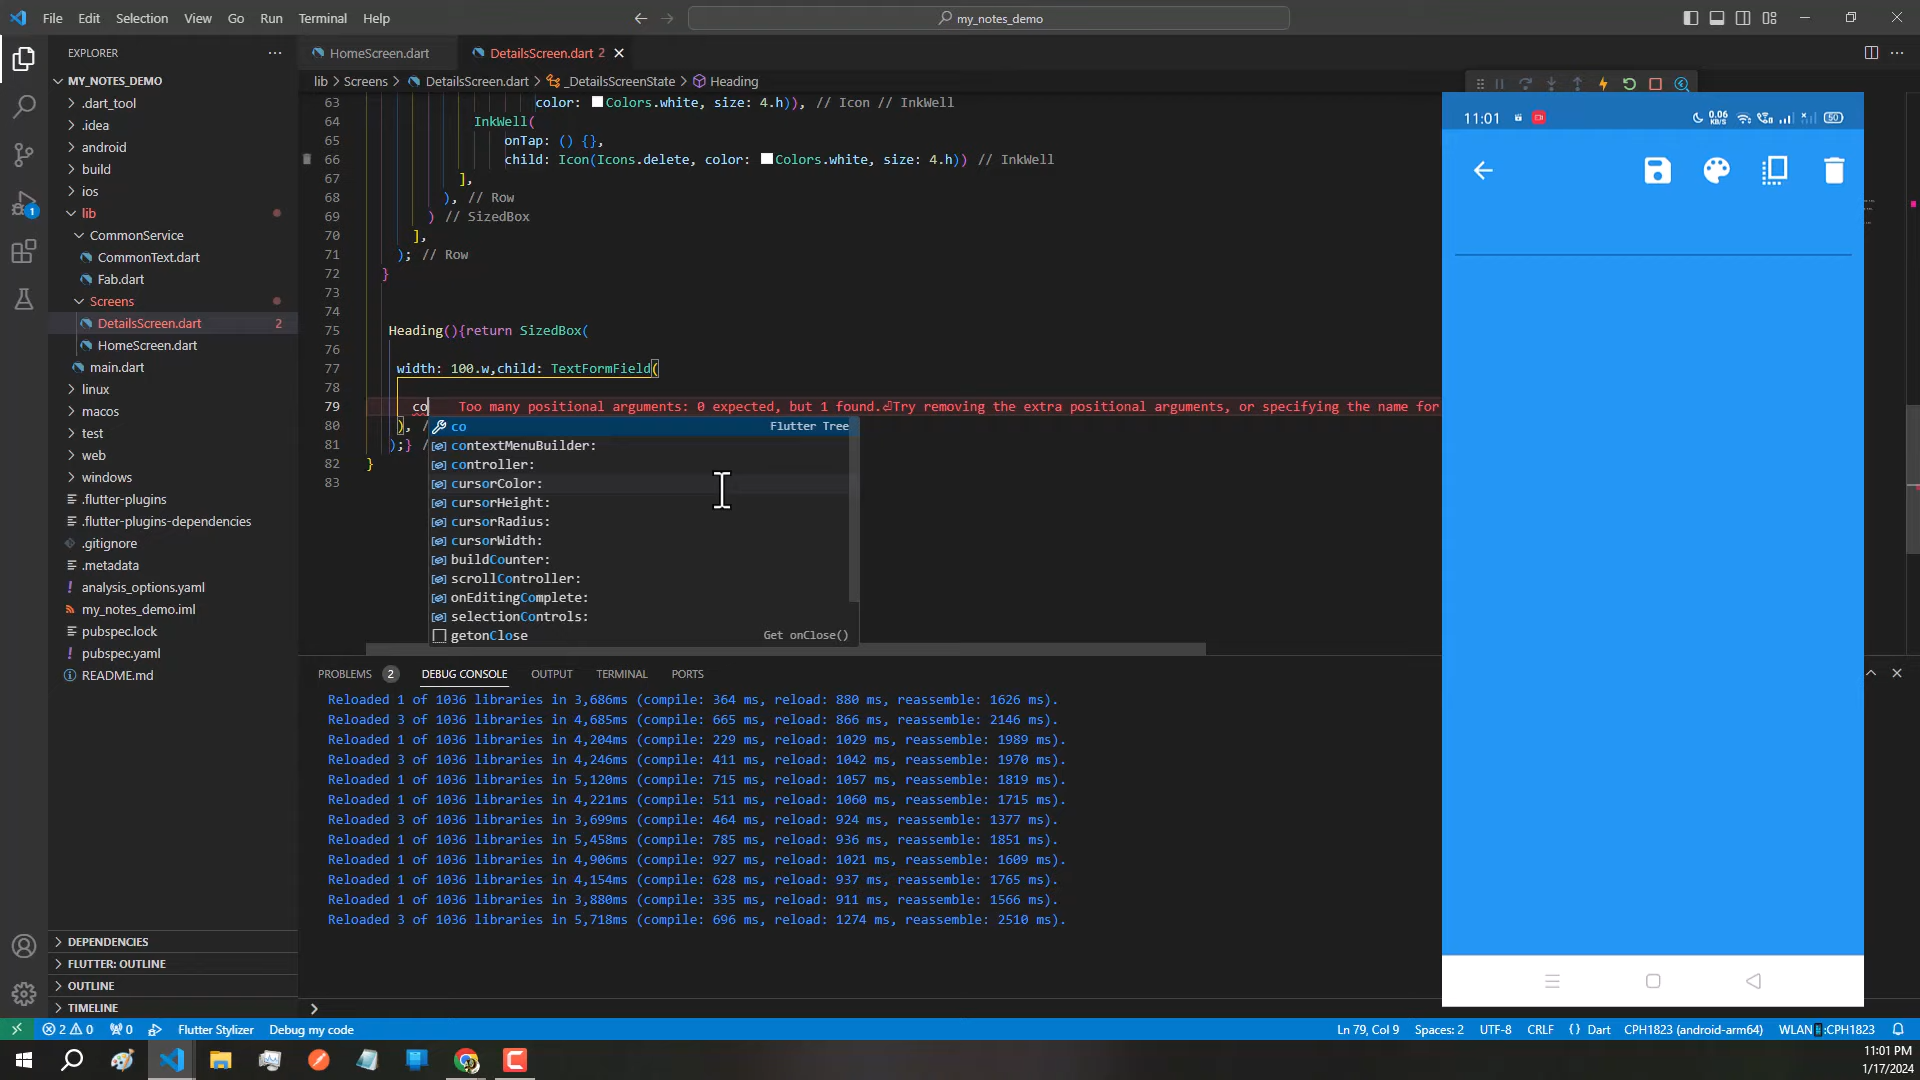 File Edit Selection View Go Run Terminal Help
my_notes_demo
EXPLORER
MY_NOTES_DEMO
.dart_tool
.idea
android
build
ios
lib
CommonService
CommonText.dart
Fab.dart
Screens
DetailsScreen.dart 2
HomeScreen.dart
main.dart
linux
macos
test
web
windows
.flutter-plugins
.flutter-plugins-dependencies
.gitignore
.metadata
analysis_options.yaml
my_notes_demo.iml
pubspec.lock
pubspec.yaml
README.md
DEPENDENCIES
FLUTTER: OUTLINE
OUTLINE
TIMELINE
1
HomeScreen.dart DetailsScreen.dart 2
lib > Screens > DetailsScreen.dart > _DetailsScreenState > Heading
63 color: Colors.white, size: 4.h)), // Icon // InkWell
64 InkWell(
65 onTap: () {},
66 child: Icon(Icons.delete, color: Colors.white, size: 4.h)) // InkWell
67 ],
68 ), // Row
69 ) // SizedBox
70 ],
71 ); // Row
72 }
73
74
75 Heading(){return SizedBox(
76
77 width: 100.w,child: TextFormField(
78
79 co Too many positional arguments: 0 expected, but 1 found.⏎Try removing the extra positional arguments, or specifying the name for
80 ), /
81 );} /
82 }
83
co Flutter Tree
contextMenuBuilder:
controller:
cursorColor:
cursorHeight:
cursorRadius:
cursorWidth:
buildCounter:
scrollController:
onEditingComplete:
selectionControls:
getonClose Get onClose()
PROBLEMS 2 DEBUG CONSOLE OUTPUT TERMINAL PORTS
Reloaded 1 of 1036 libraries in 3,686ms (compile: 364 ms, reload: 880 ms, reassemble: 1626 ms).
Reloaded 3 of 1036 libraries in 4,685ms (compile: 665 ms, reload: 866 ms, reassemble: 2146 ms).
Reloaded 1 of 1036 libraries in 4,204ms (compile: 229 ms, reload: 1029 ms, reassemble: 1989 ms).
Reloaded 3 of 1036 libraries in 4,246ms (compile: 411 ms, reload: 1042 ms, reassemble: 1970 ms).
Reloaded 1 of 1036 libraries in 5,120ms (compile: 715 ms, reload: 1057 ms, reassemble: 1819 ms).
Reloaded 1 of 1036 libraries in 4,221ms (compile: 511 ms, reload: 1060 ms, reassemble: 1715 ms).
Reloaded 3 of 1036 libraries in 3,699ms (compile: 464 ms, reload: 924 ms, reassemble: 1377 ms).
Reloaded 1 of 1036 libraries in 5,458ms (compile: 785 ms, reload: 936 ms, reassemble: 1851 ms).
Reloaded 1 of 1036 libraries in 4,906ms (compile: 927 ms, reload: 1021 ms, reassemble: 1609 ms).
Reloaded 1 of 1036 libraries in 4,154ms (compile: 628 ms, reload: 937 ms, reassemble: 1765 ms).
Reloaded 1 of 1036 libraries in 3,880ms (compile: 335 ms, reload: 911 ms, reassemble: 1566 ms).
Reloaded 3 of 1036 libraries in 5,718ms (compile: 696 ms, reload: 1274 ms, reassemble: 2510 ms).
11:01 0.06 KB/S 50
2 0 0 Flutter Stylizer Debug my code
Ln 79, Col 9 Spaces: 2 UTF-8 CRLF {} Dart CPH1823 (android-arm64) WLAN :CPH1823
11:01 PM
1/17/2024